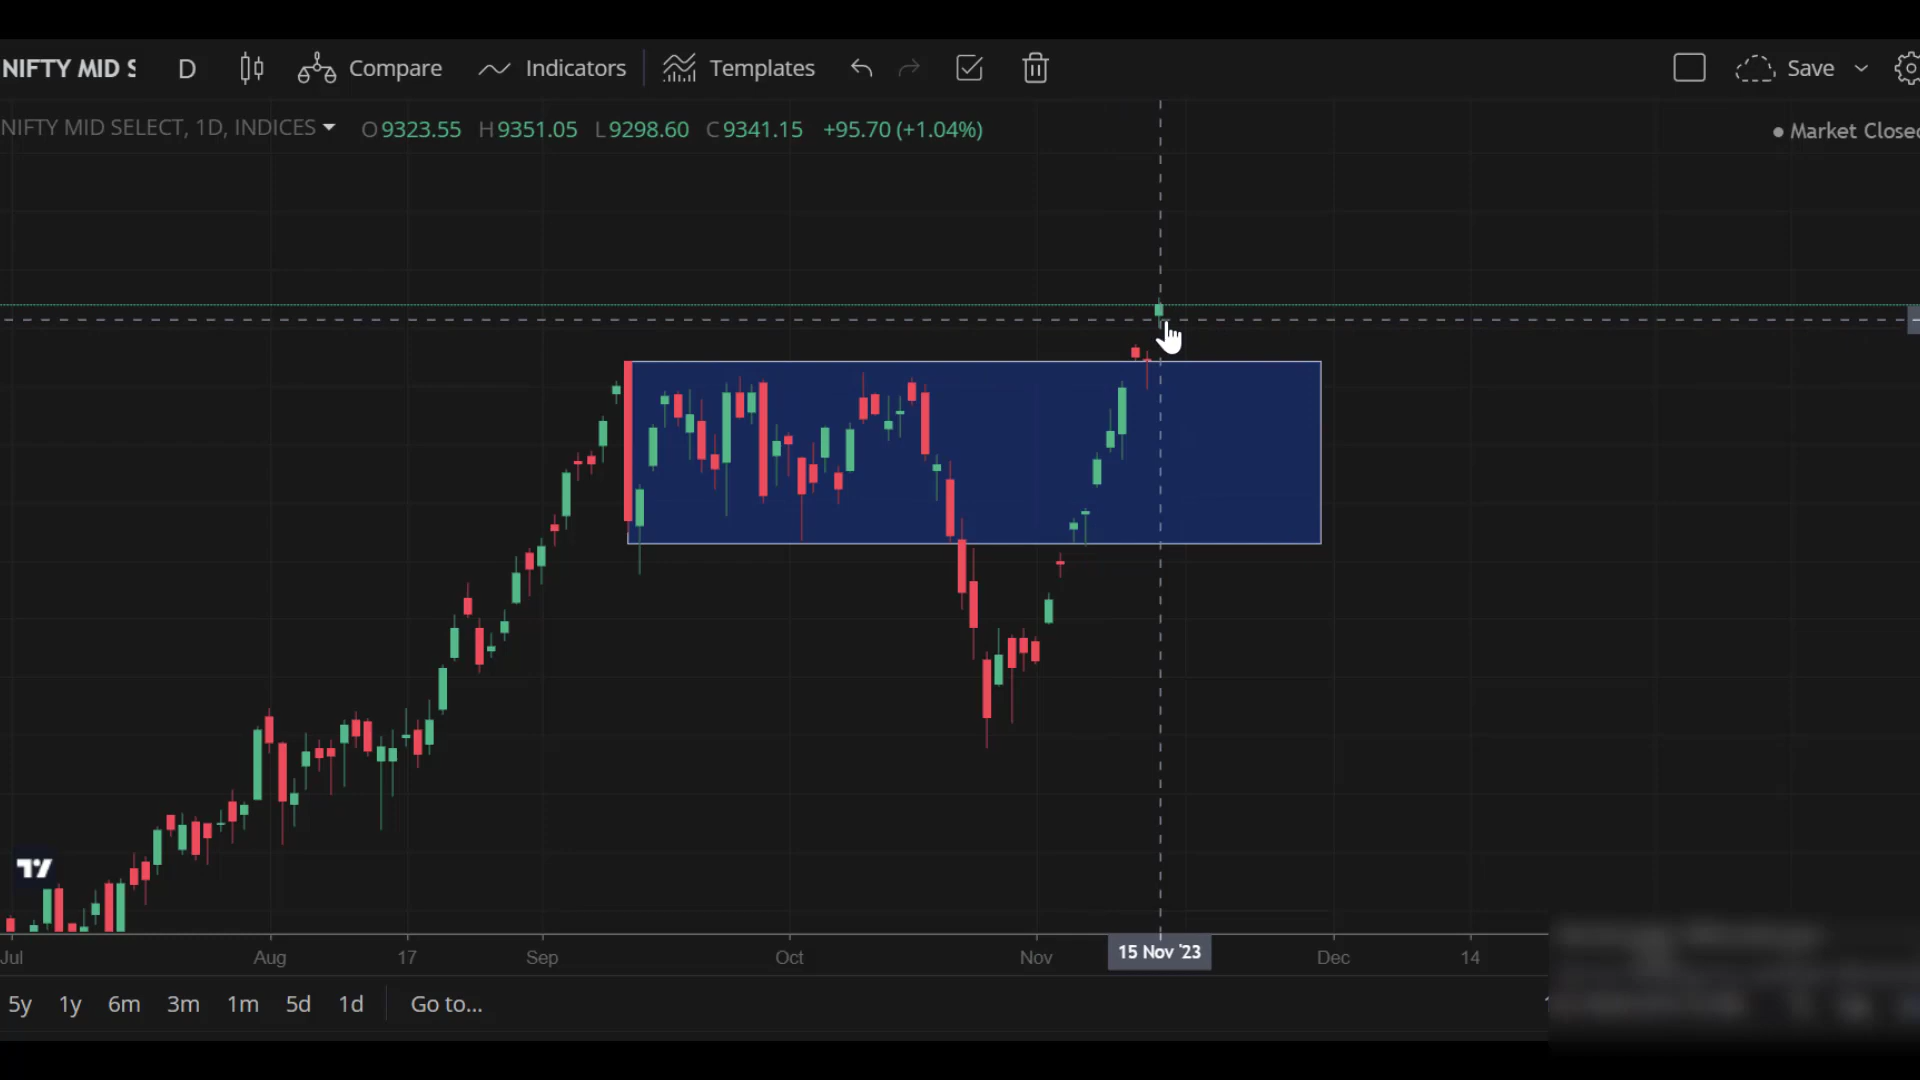 NIFTY MID S D Compare Indicators Templates Save
NIFTY MID SELECT, 1D, INDICES O9323.55 H9351.05 L9298.60 C9341.15 +95.70 (+1.04%) Market Closed
Jul Aug 17 Sep Oct Nov 15 Nov '23 Dec 14
5y 1y 6m 3m 1m 5d 1d Go to...